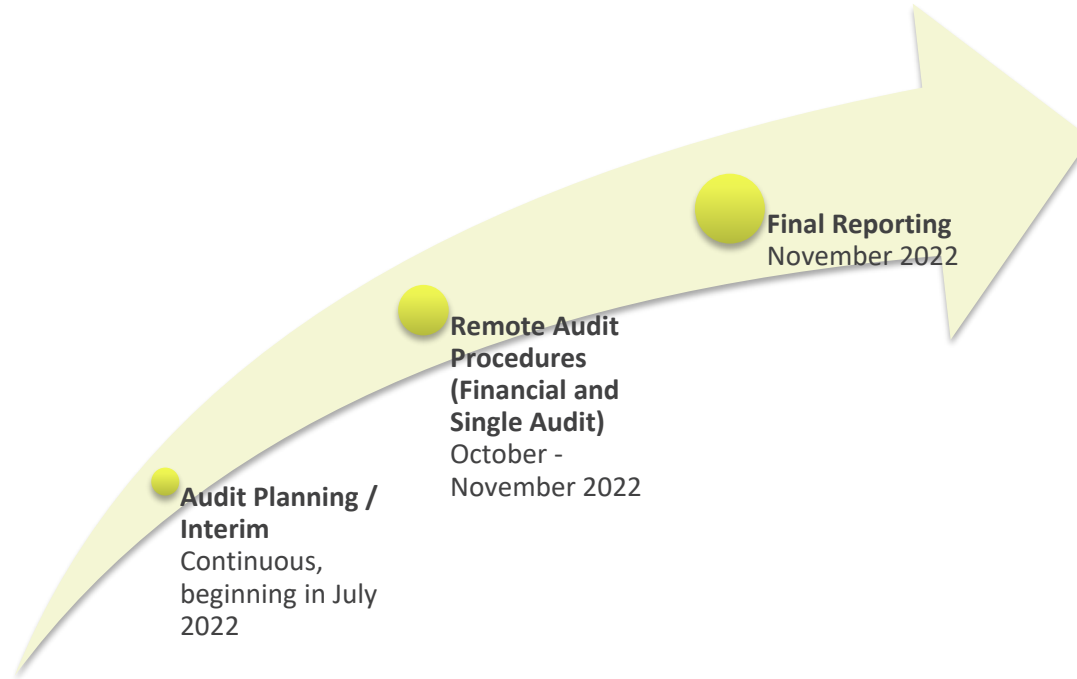 Final Reporting
November 2022
Remote Audit
Procedures
(Financial and
Single Audit)
October -
November 2022
Audit Planning /
Interim
Continuous,
beginning in July
2022